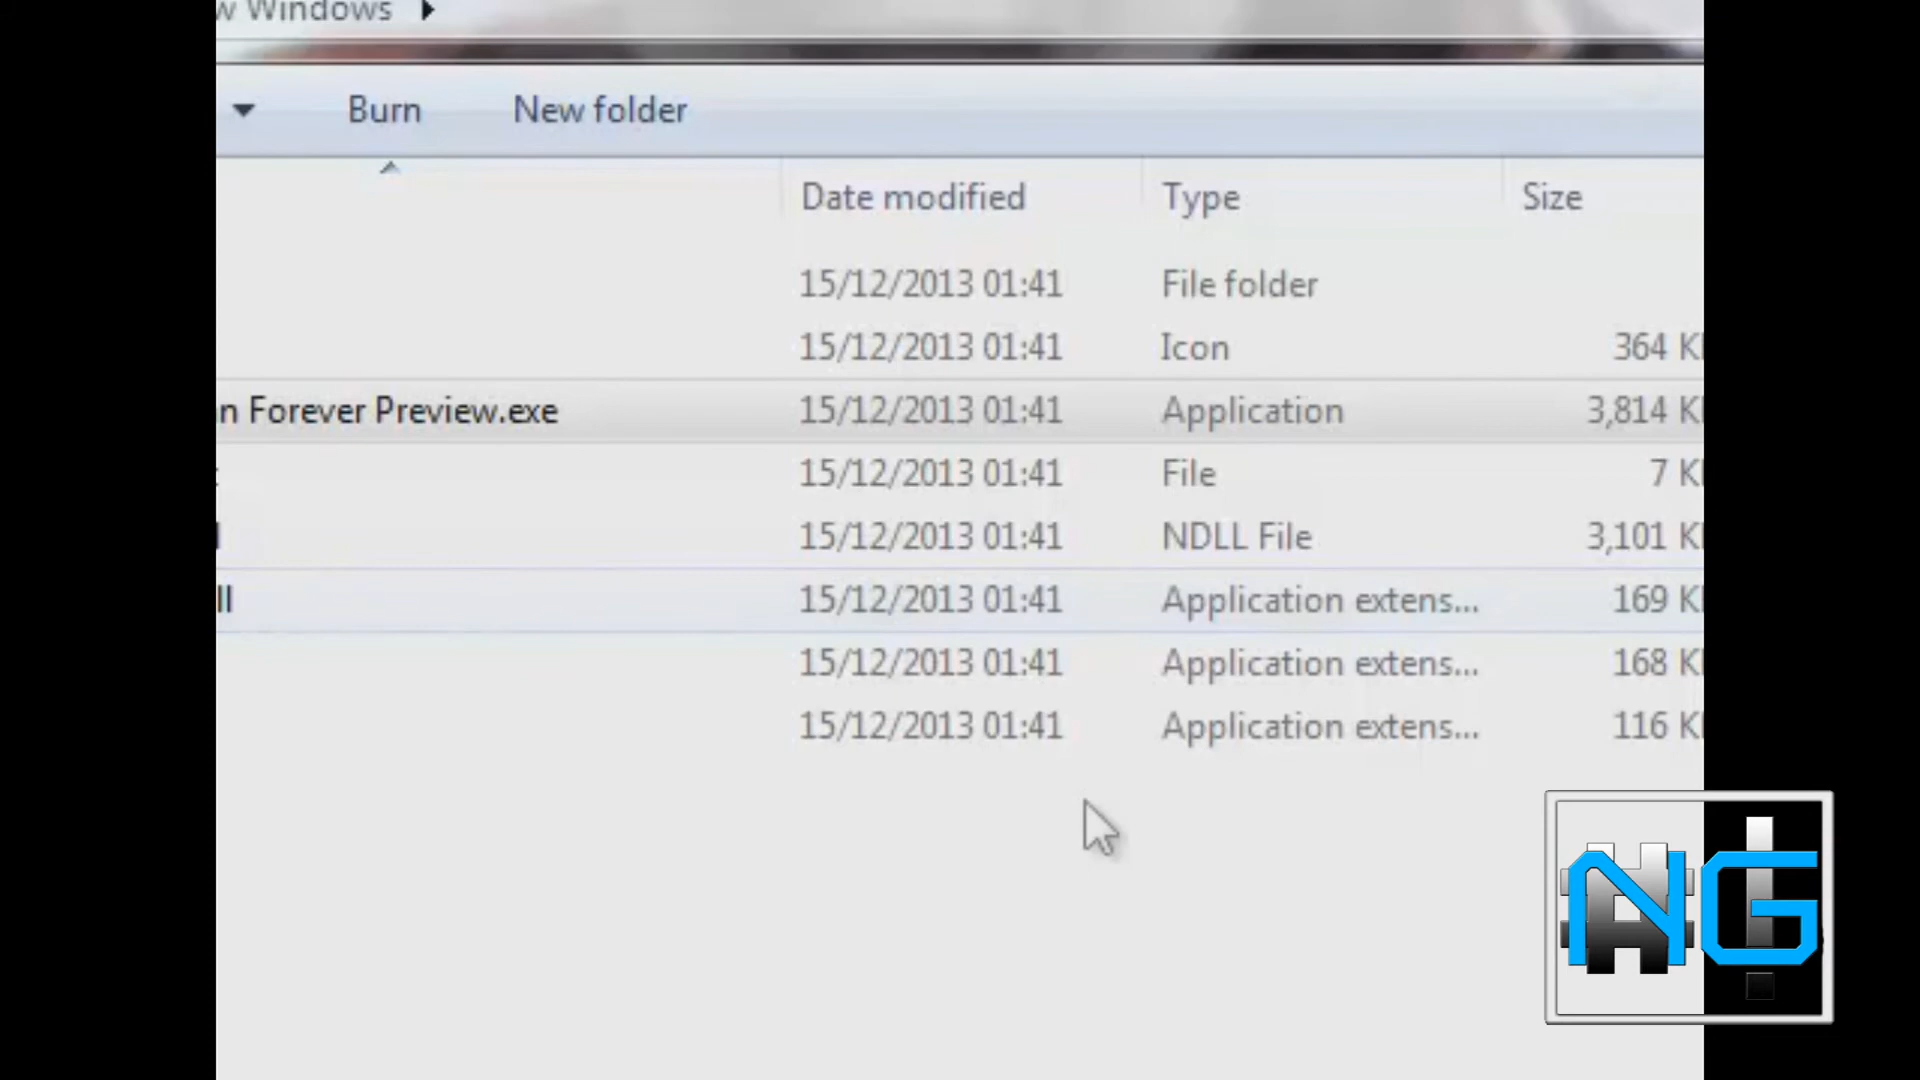 w Windows
Burn New folder
Date modified Type Size
15/12/2013 01:41 File folder
15/12/2013 01:41 Icon 364 K
n Forever Preview.exe 15/12/2013 01:41 Application 3,814 K
15/12/2013 01:41 File 7 K
15/12/2013 01:41 NDLL File 3,101 K
ll 15/12/2013 01:41 Application extens... 169 K
15/12/2013 01:41 Application extens... 168 K
15/12/2013 01:41 Application extens... 116 K
NG